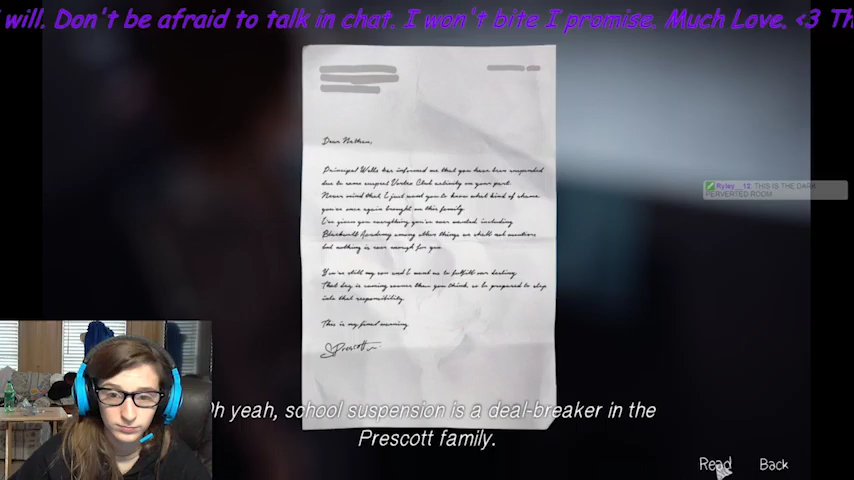 will. Don't be afraid to talk in chat. I won't bite I promise. Much Love. <3 Th
Dear Nathan,
Principal Wells has informed me that you have been suspended
due to some suspect Vortex Club activity on your part.
Never mind that I just want you to know what kind of shame
you've once again brought on this family.
I've given you everything you've ever wanted including
Blackwell Academy among other things we shall not mention,
but nothing is ever enough for you.
You're still my son and I want us to fulfill our destiny.
That day is coming sooner than you think, so be prepared to step
into that responsibility.
This is my final warning
Prescott
Ryley__12: THIS IS THE DARK
PERVERTED ROOM
Oh yeah, school suspension is a deal-breaker in the
Prescott family.
Read
Back